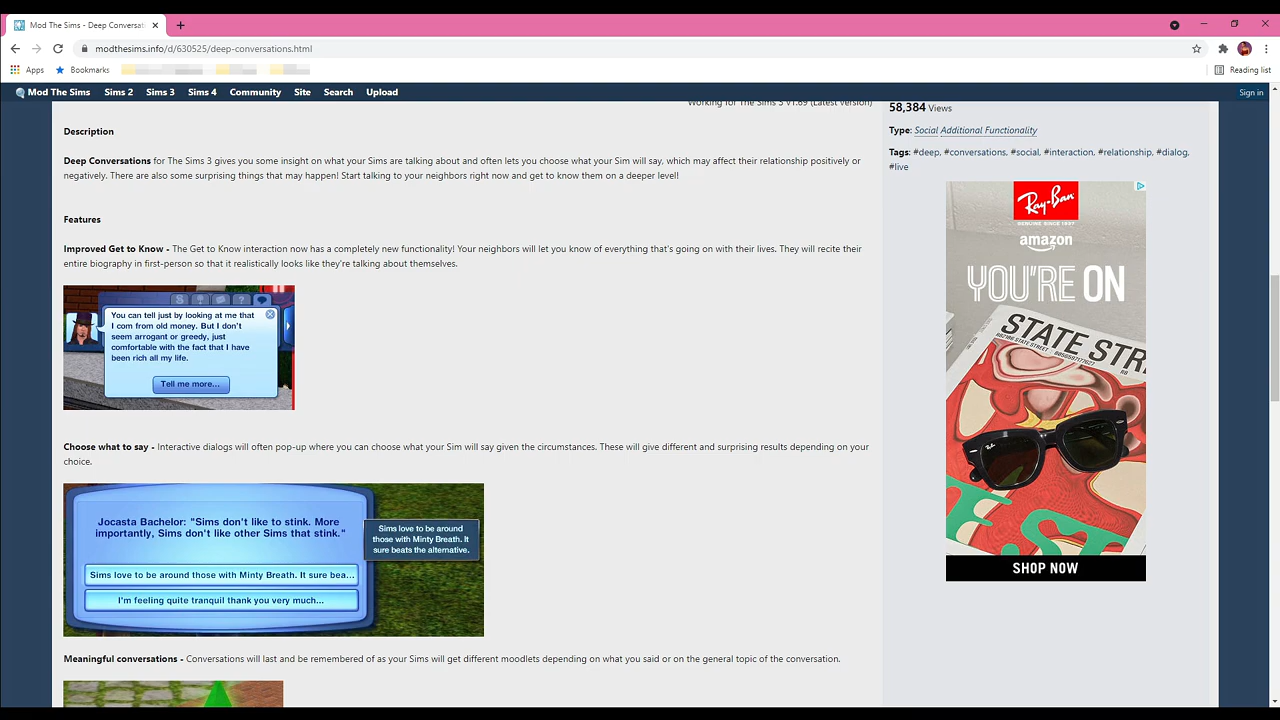 Mod The Sims - Deep Conversati
modthesims.info/d/630525/deep-conversations.html
Apps
Bookmarks
Reading list
Mod The Sims
Sims 2
Sims 3
Sims 4
Community
Site
Search
Upload
Sign in
Working for The Sims 3 v1.69 (Latest version)
58,384 Views
Type: Social Additional Functionality
Tags: #deep, #conversations, #social, #interaction, #relationship, #dialog,
#live
Description
Deep Conversations for The Sims 3 gives you some insight on what your Sims are talking about and often lets you choose what your Sim will say, which may affect their relationship positively or
negatively. There are also some surprising things that may happen! Start talking to your neighbors right now and get to know them on a deeper level!
Features
Improved Get to Know - The Get to Know interaction now has a completely new functionality! Your neighbors will let you know of everything that's going on with their lives. They will recite their
entire biography in first-person so that it realistically looks like they're talking about themselves.
You can tell just by looking at me that
I com from old money. But I don't
seem arrogant or greedy, just
comfortable with the fact that I have
been rich all my life.
Tell me more...
Choose what to say - Interactive dialogs will often pop-up where you can choose what your Sim will say given the circumstances. These will give different and surprising results depending on your
choice.
Jocasta Bachelor: "Sims don't like to stink. More
importantly, Sims don't like other Sims that stink."
Sims love to be around those with Minty Breath. It sure bea...
I'm feeling quite tranquil thank you very much...
Sims love to be around
those with Minty Breath. It
sure beats the alternative.
Meaningful conversations - Conversations will last and be remembered of as your Sims will get different moodlets depending on what you said or on the general topic of the conversation.
Ray-Ban
GENUINE SINCE 1937
amazon
YOU'RE ON
STATE STR
SHOP NOW